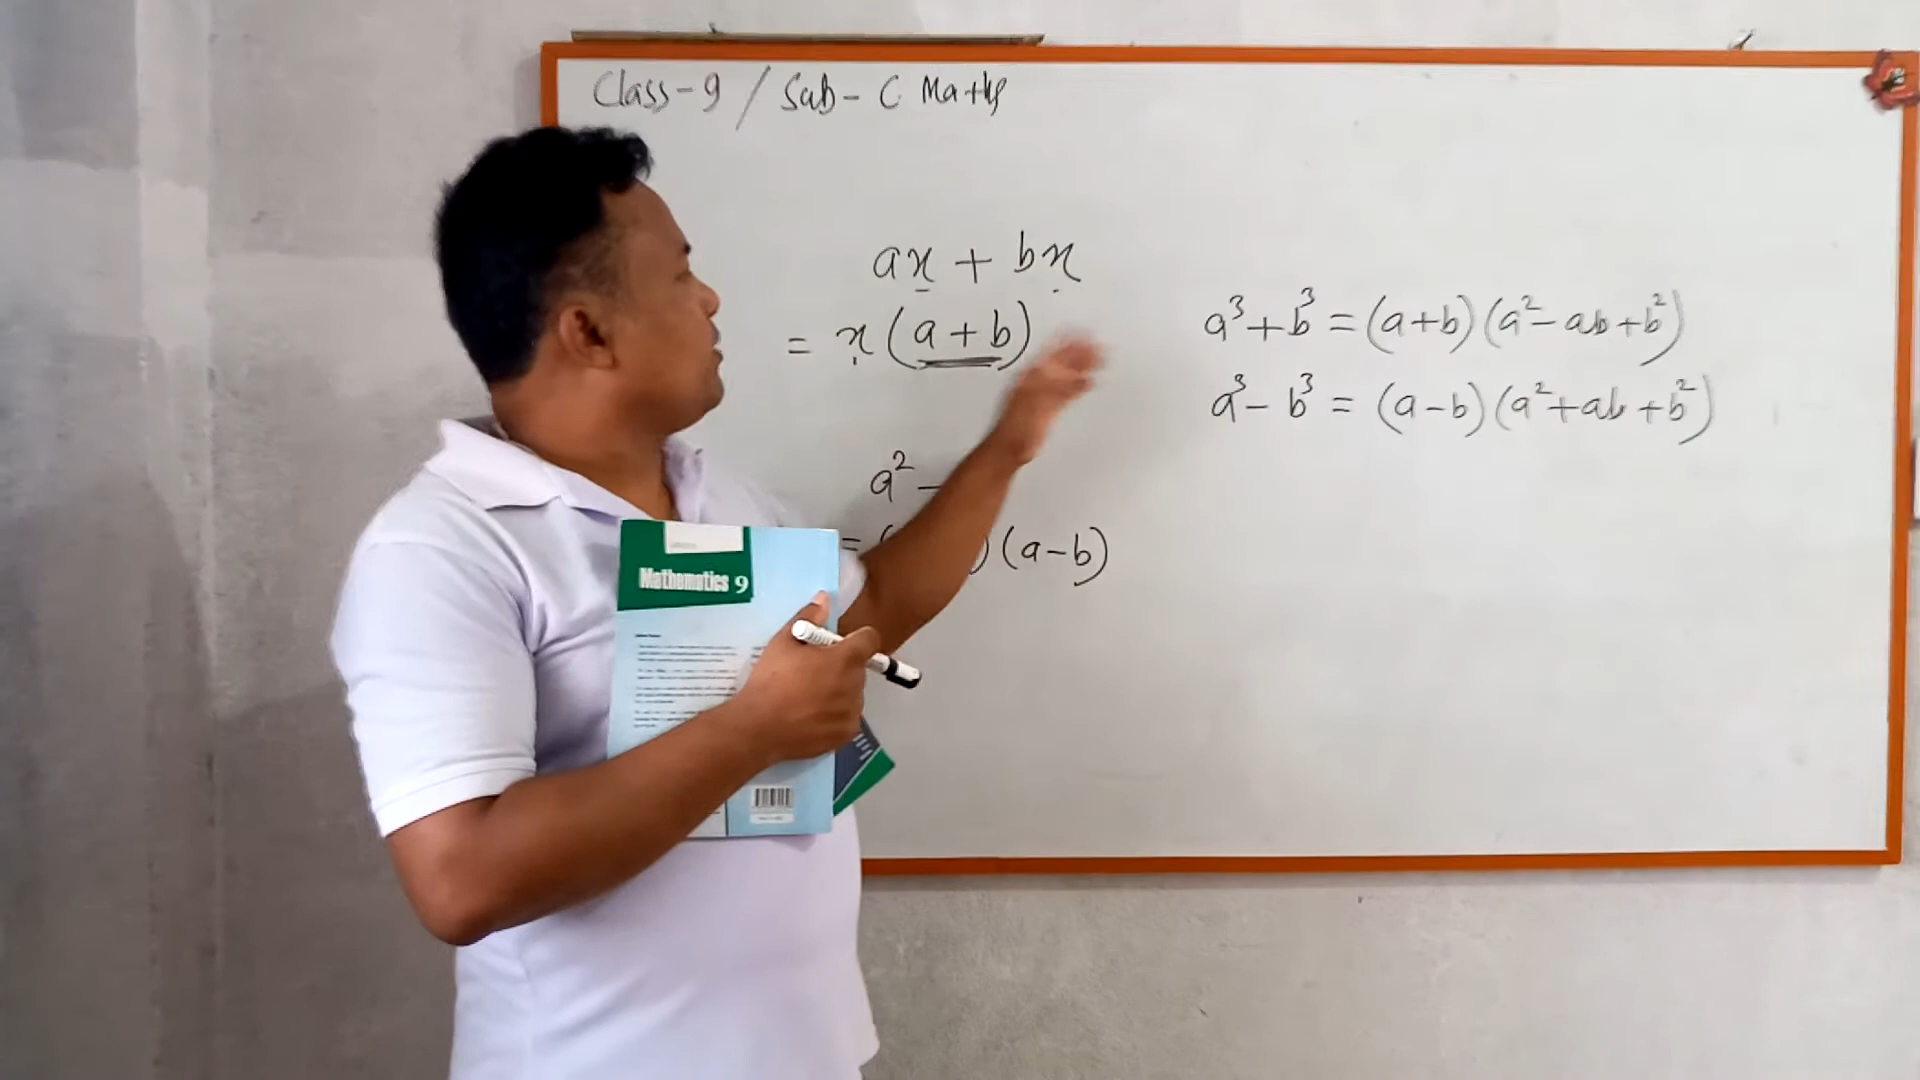 Class-9 / Sub- C Maths
ax + bx
= x (a + b)
a² -
= ( ) (a-b)
a³ + b³ = (a+b) (a² - ab + b²)
a³ - b³ = (a-b) (a² + ab + b²)
Mathematics 9